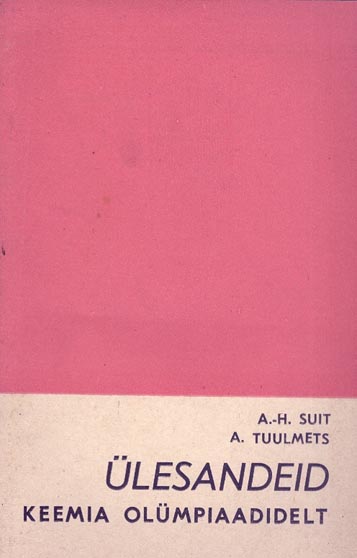 A.-H. SUIT
A. TUULMETS
ÜLESANDEID
KEEMIA OLÜMPIAADIDELT